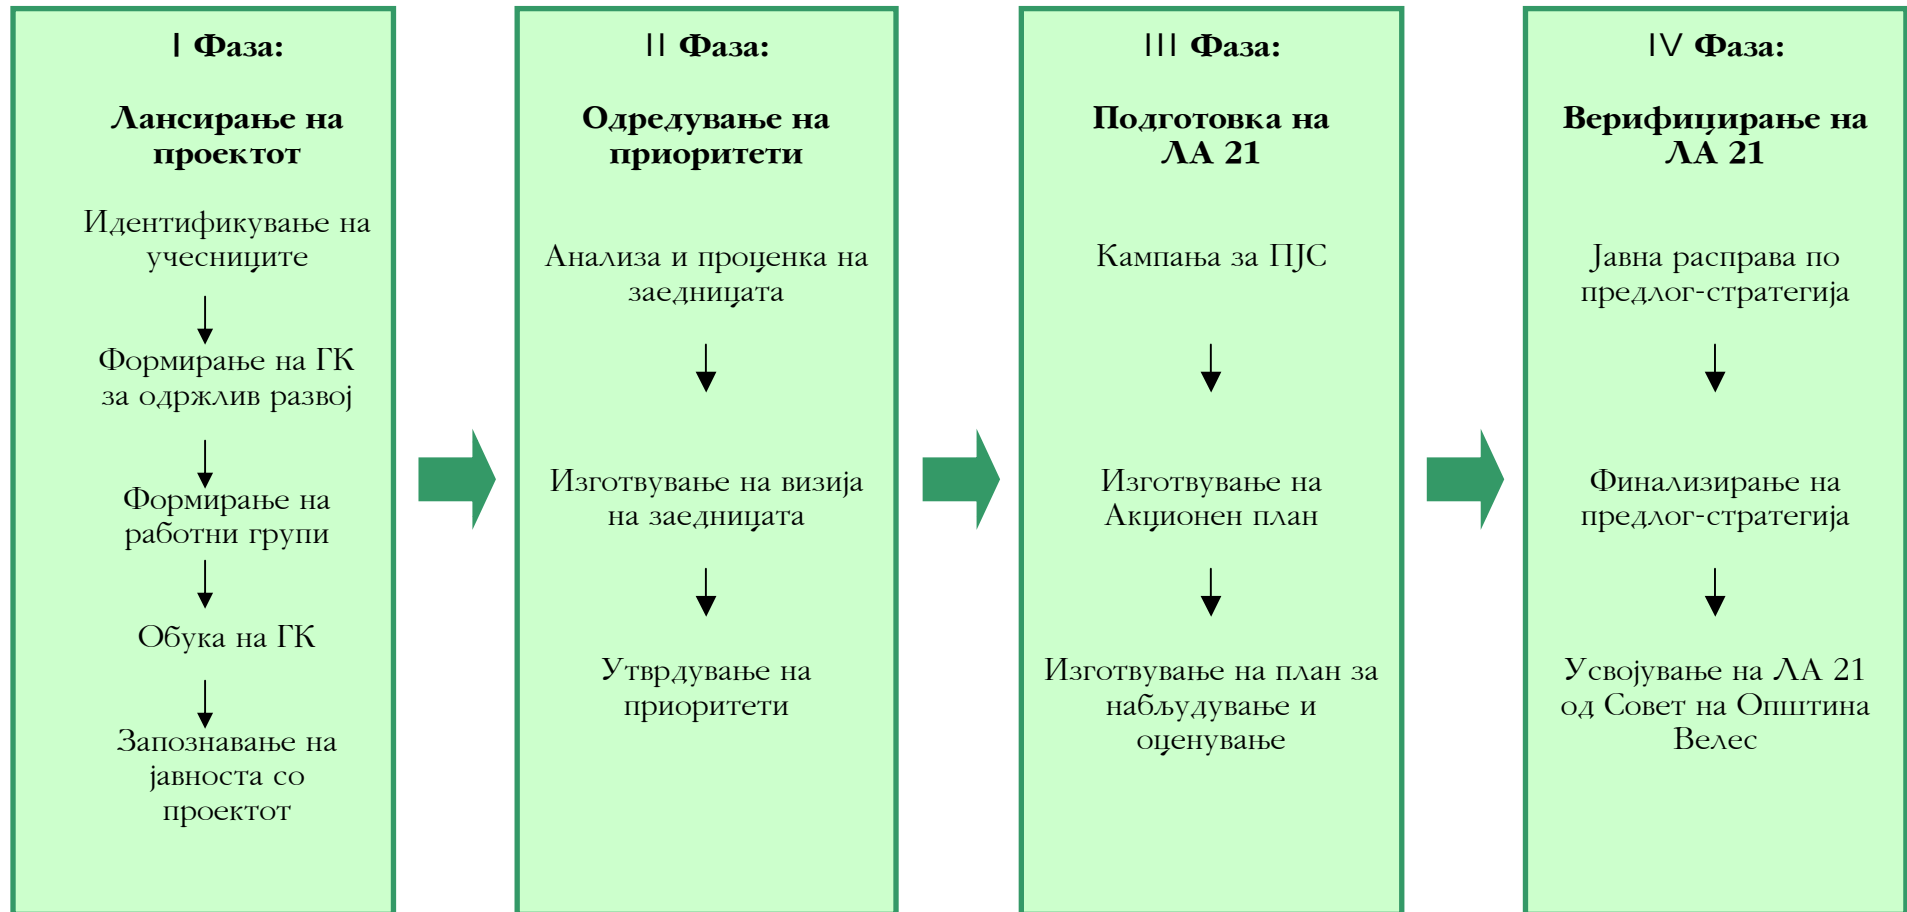 I Фаза:
Лансирање на
проектот
Идентификување на
учесниците
Формирање на ГК
за одржлив развој
Формирање на
работни групи
Обука на ГК
Запознавање на
јавноста со
проектот
II Фаза:
Одредување на
приоритети
Анализа и проценка на
заедницата
Изготвување на визија
на заедницата
Утврдување на
приоритети
III Фаза:
Подготовка на
ЛА 21
Кампања за ПЈС
Изготвување на
Акционен план
Изготвување на план за
набљудување и
оценување
IV Фаза:
Верифицирање на
ЛА 21
Јавна расправа по
предлог-стратегија
Финализирање на
предлог-стратегија
Усвојување на ЛА 21
од Совет на Општина
Велес